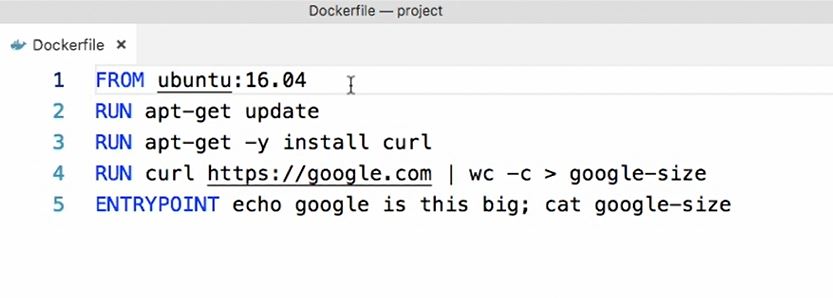 Dockerfile — project
Dockerfile ×
1 FROM ubuntu:16.04
2 RUN apt-get update
3 RUN apt-get -y install curl
4 RUN curl https://google.com | wc -c > google-size
5 ENTRYPOINT echo google is this big; cat google-size